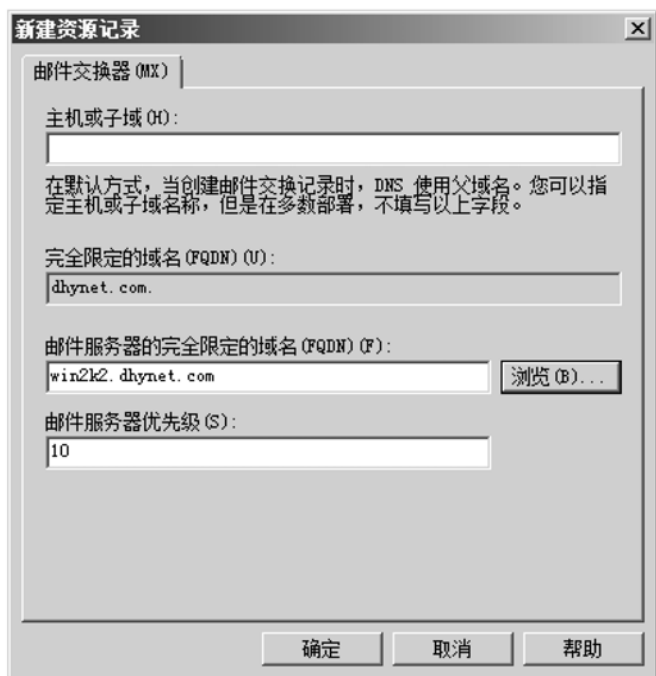 新建资源记录
邮件交换器(MX)
主机或子域(H):
在默认方式，当创建邮件交换记录时，DNS 使用父域名。您可以指
定主机或子域名称，但是在多数部署，不填写以上字段。
完全限定的域名(FQDN)(U):
dhynet.com.
邮件服务器的完全限定的域名(FQDN)(F):
win2k2.dhynet.com
浏览(B)...
邮件服务器优先级(S):
10
确定
取消
帮助